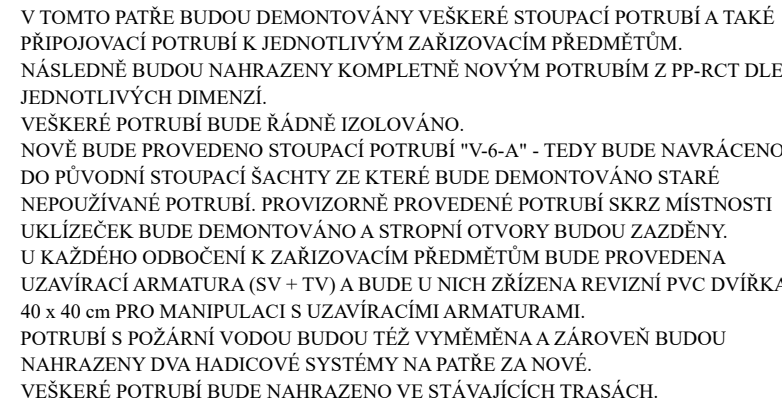 V TOMTO PATŘE BUDOU DEMONTOVÁNY VEŠKERÉ STOUPACÍ POTRUBÍ A TAKÉ
PŘIPOJOVACÍ POTRUBÍ K JEDNOTLIVÝM ZAŘIZOVACÍM PŘEDMĚTŮM.
NÁSLEDNĚ BUDOU NAHRAZENY KOMPLETNĚ NOVÝM POTRUBÍM Z PP-RCT DLE
JEDNOTLIVÝCH DIMENZÍ.
VEŠKERÉ POTRUBÍ BUDE ŘÁDNĚ IZOLOVÁNO.
NOVĚ BUDE PROVEDENO STOUPACÍ POTRUBÍ "V-6-A" - TEDY BUDE NAVRÁCENO
DO PŮVODNÍ STOUPACÍ ŠACHTY ZE KTERÉ BUDE DEMONTOVÁNO STARÉ
NEPOUŽÍVANÉ POTRUBÍ. PROVIZORNĚ PROVEDENÉ POTRUBÍ SKRZ MÍSTNOSTI
UKLÍZEČEK BUDE DEMONTOVÁNO A STROPNÍ OTVORY BUDOU ZAZDĚNY.
U KAŽDÉHO ODBOČENÍ K ZAŘIZOVACÍM PŘEDMĚTŮM BUDE PROVEDENA
UZAVÍRACÍ ARMATURA (SV + TV) A BUDE U NICH ZŘÍZENA REVIZNÍ PVC DVÍŘKA
40 x 40 cm PRO MANIPULACI S UZAVÍRACÍMI ARMATURAMI.
POTRUBÍ S POŽÁRNÍ VODOU BUDOU TÉŽ VYMĚMĚNA A ZÁROVEŇ BUDOU
NAHRAZENY DVA HADICOVÉ SYSTÉMY NA PATŘE ZA NOVÉ.
VEŠKERÉ POTRUBÍ BUDE NAHRAZENO VE STÁVAJÍCÍCH TRASÁCH.